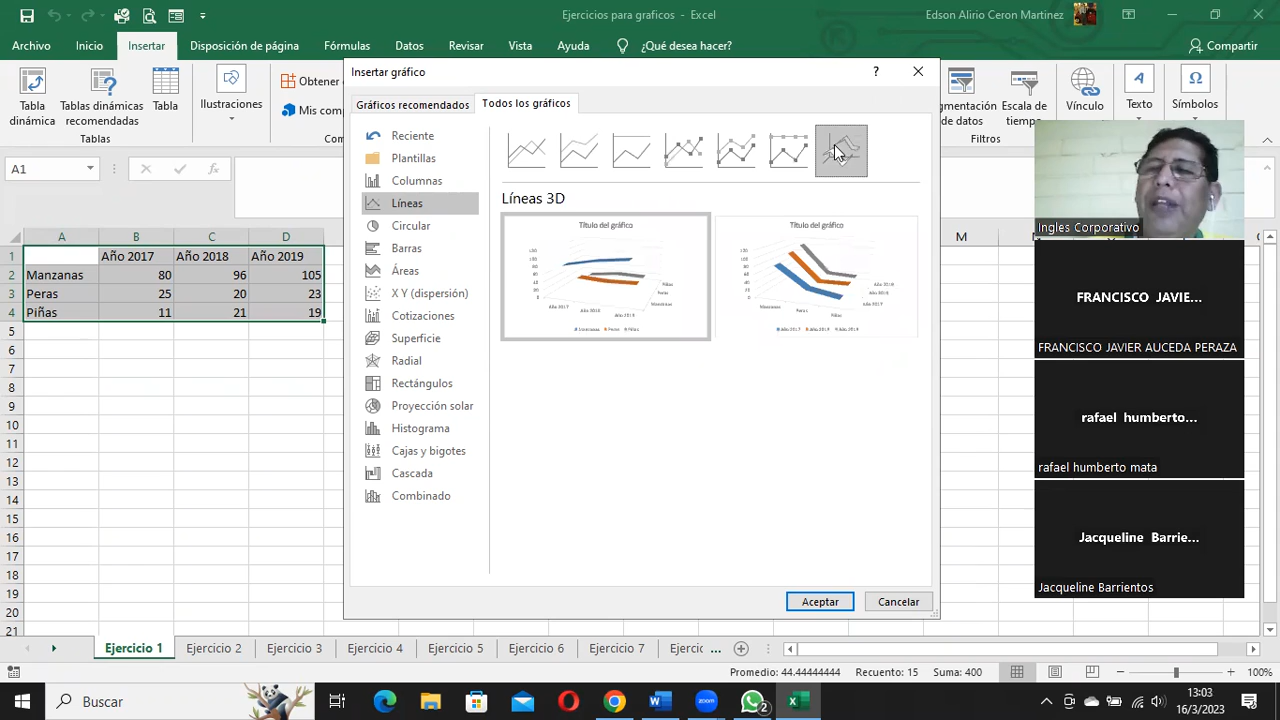 Ejercicios para graficos - Excel
Edson Alirio Ceron Martinez
Archivo Inicio Insertar Disposición de página Fórmulas Datos Revisar Vista Ayuda ¿Qué desea hacer? Compartir
Tabla dinámica
Tablas dinámicas recomendadas
Tabla
Tablas
Ilustraciones
Obtener
Mis com
Escala de tiempo
Filtros
Vínculo
Texto
Símbolos
Insertar gráfico
?
Gráficos recomendados
Todos los gráficos
Reciente
Plantillas
Columnas
Líneas
Circular
Barras
Áreas
X Y (dispersión)
Cotizaciones
Superficie
Radial
Rectángulos
Proyección solar
Histograma
Cajas y bigotes
Cascada
Combinado
Líneas 3D
Título del gráfico
Título del gráfico
Aceptar
Cancelar
A1
A B C D M
1 Año 2017 Año 2018 Año 2019
2 Manzanas 80 96 105
3 Peras 25 20 23
4 Piñas 11 21 19
5
6
7
8
9
10
11
12
13
14
15
16
17
18
19
20
21
Ingles Corporativo
FRANCISCO JAVIE...
FRANCISCO JAVIER AUCEDA PERAZA
rafael humberto...
rafael humberto mata
Jacqueline Barrie...
Jacqueline Barrientos
Ejercicio 1 Ejercicio 2 Ejercicio 3 Ejercicio 4 Ejercicio 5 Ejercicio 6 Ejercicio 7 Ejercic ...
Promedio: 44.44444444 Recuento: 15 Suma: 400 100%
Buscar
2
13:03
16/3/2023